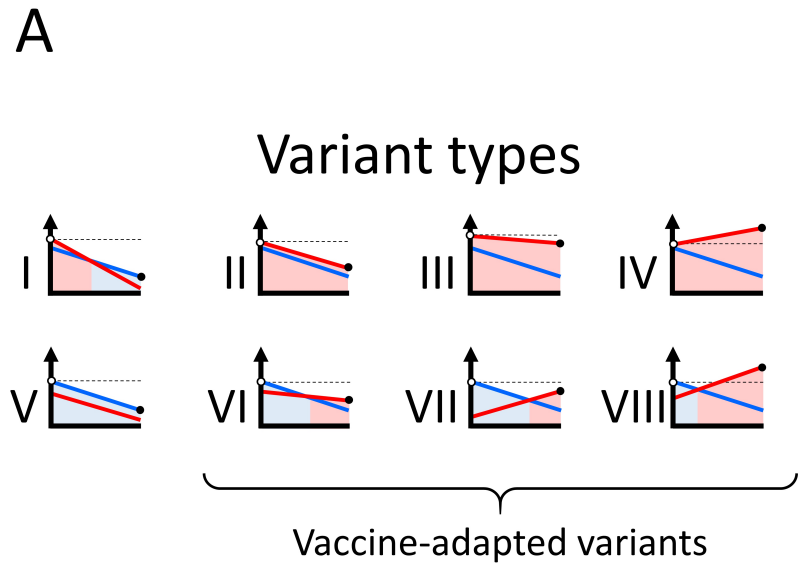 A
Variant types
I
II
III
IV
V
VI
VII
VIII
Vaccine-adapted variants